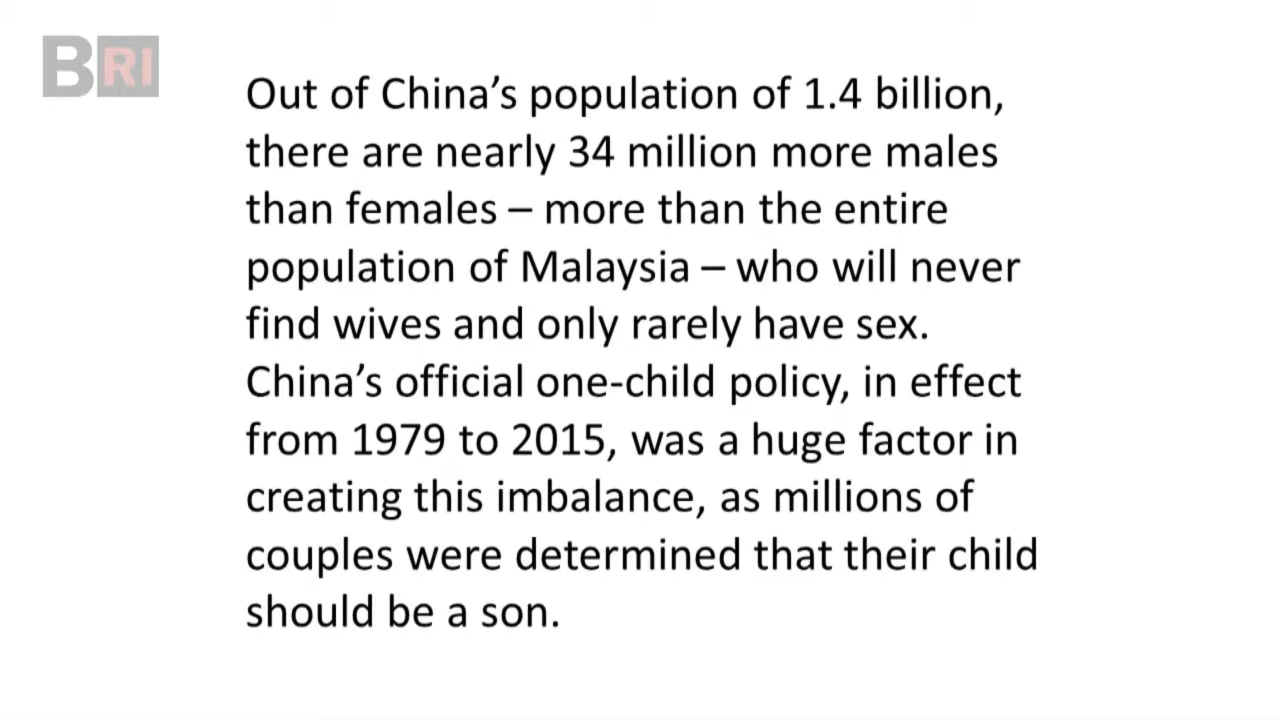 BRI
Out of China’s population of 1.4 billion,
there are nearly 34 million more males
than females – more than the entire
population of Malaysia – who will never
find wives and only rarely have sex.
China’s official one-child policy, in effect
from 1979 to 2015, was a huge factor in
creating this imbalance, as millions of
couples were determined that their child
should be a son.